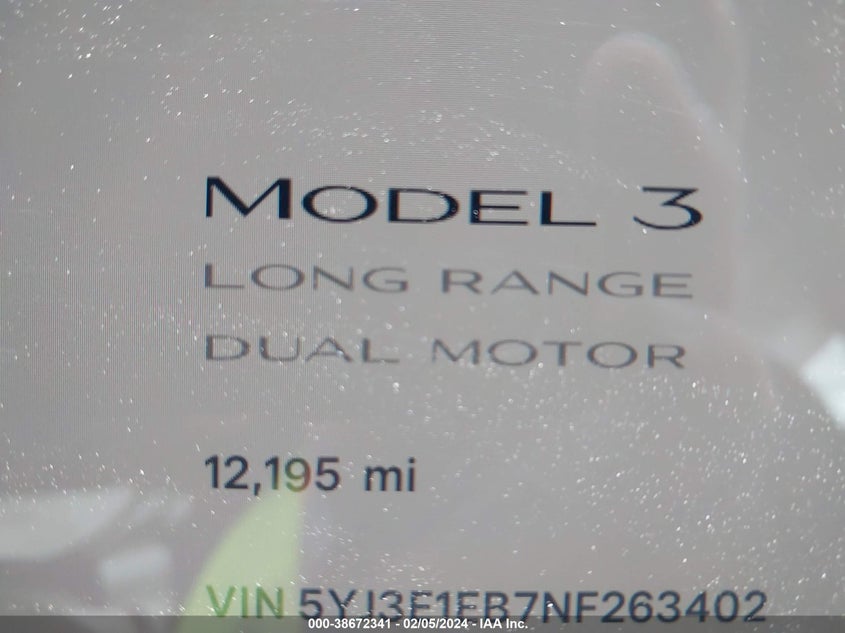 MODEL 3
LONG RANGE
DUAL MOTOR
12,195 mi
VIN 5YJ3E1EB7NF263402
000-38672341 - 02/05/2024 - IAA Inc.